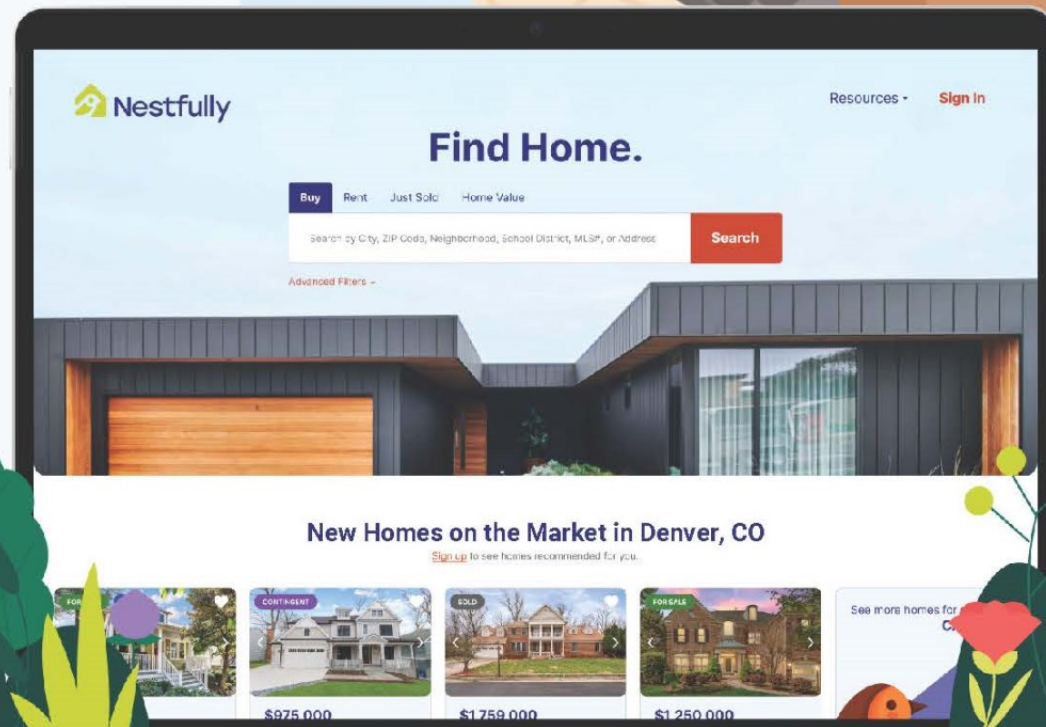 Nestfully
Resources
Sign In
Find Home.
Buy Rent Just Sold Home Value
Search by City, ZIP Code, Neighborhood, School District, MLS#, or Address
Search
Advanced Filters
New Homes on the Market in Denver, CO
Sign up to see homes recommended for you.
CONTINGENT
SOLD
FOR SALE
See more homes for
$975,000
$1,759,000
$1,250,000